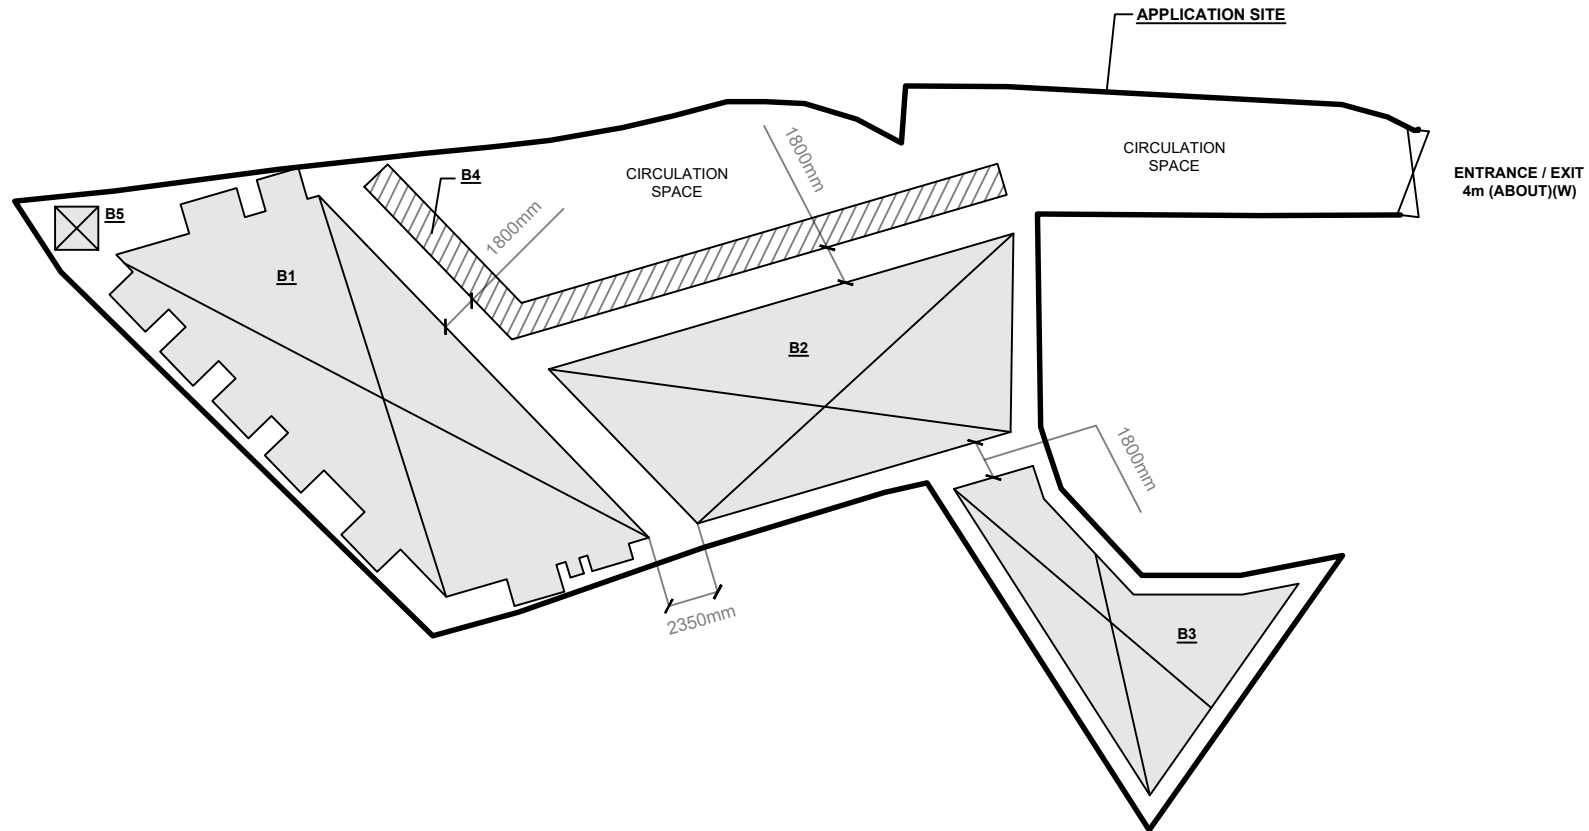 APPLICATION SITE
1800mm
CIRCULATION
SPACE
CIRCULATION
SPACE
ENTRANCE / EXIT
4m (ABOUT)(W)
B4
B5
1800mm
B1
B2
1800mm
2350mm
B3